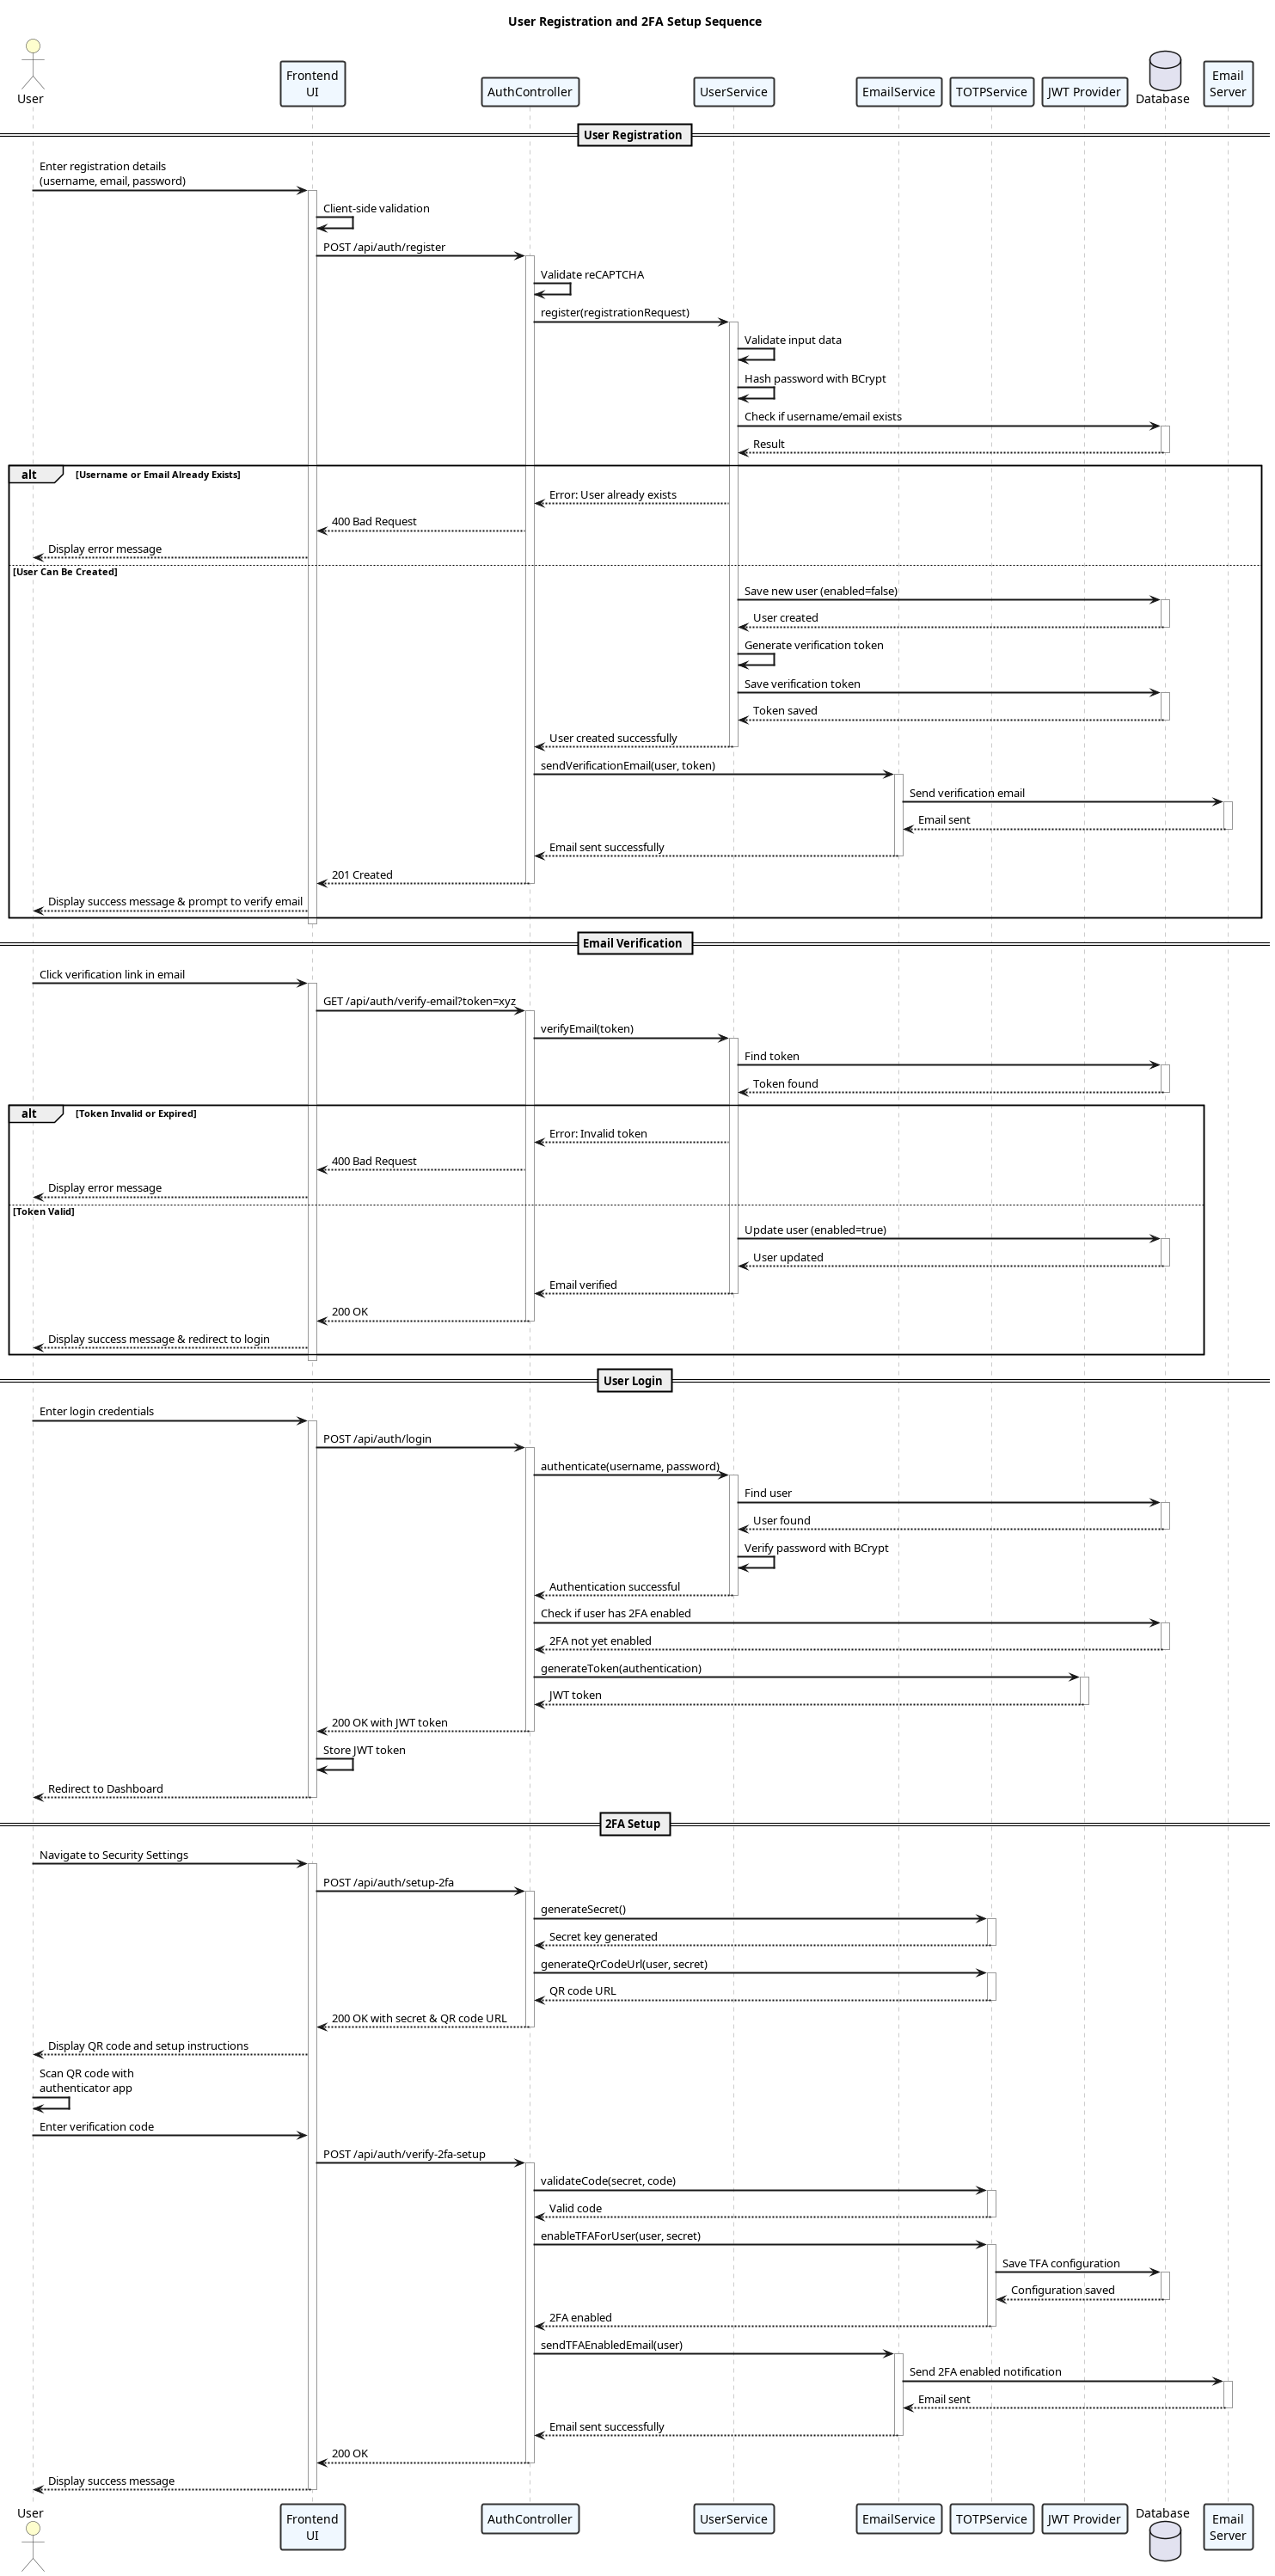 User Registration and 2FA Setup Sequence
User
Frontend
UI
AuthController
UserService
EmailService
TOTPService
JWT Provider
Database
Email
Server
User Registration
Enter registration details
(username, email, password)
Client-side validation
POST /api/auth/register
Validate reCAPTCHA
register(registrationRequest)
Validate input data
Hash password with BCrypt
Check if username/email exists
Result
alt [Username or Email Already Exists]
Error: User already exists
400 Bad Request
Display error message
[User Can Be Created]
Save new user (enabled=false)
User created
Generate verification token
Save verification token
Token saved
User created successfully
sendVerificationEmail(user, token)
Send verification email
Email sent
Email sent successfully
201 Created
Display success message & prompt to verify email
Email Verification
Click verification link in email
GET /api/auth/verify-email?token=xyz
verifyEmail(token)
Find token
Token found
alt [Token Invalid or Expired]
Error: Invalid token
400 Bad Request
Display error message
[Token Valid]
Update user (enabled=true)
User updated
Email verified
200 OK
Display success message & redirect to login
User Login
Enter login credentials
POST /api/auth/login
authenticate(username, password)
Find user
User found
Verify password with BCrypt
Authentication successful
Check if user has 2FA enabled
2FA not yet enabled
generateToken(authentication)
JWT token
200 OK with JWT token
Store JWT token
Redirect to Dashboard
2FA Setup
Navigate to Security Settings
POST /api/auth/setup-2fa
generateSecret()
Secret key generated
generateQrCodeUrl(user, secret)
QR code URL
200 OK with secret & QR code URL
Display QR code and setup instructions
Scan QR code with
authenticator app
Enter verification code
POST /api/auth/verify-2fa-setup
validateCode(secret, code)
Valid code
enableTFAForUser(user, secret)
Save TFA configuration
Configuration saved
2FA enabled
sendTFAEnabledEmail(user)
Send 2FA enabled notification
Email sent
Email sent successfully
200 OK
Display success message
User
Frontend
UI
AuthController
UserService
EmailService
TOTPService
JWT Provider
Database
Email
Server